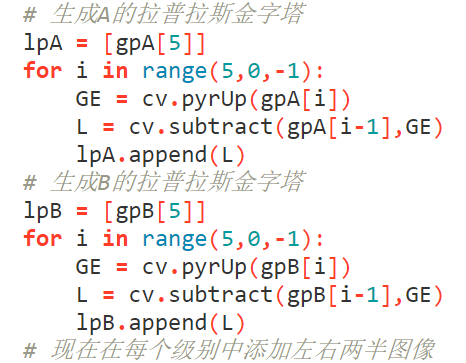 # 生成A的拉普拉斯金字塔
lpA = [gpA[5]]
for i in range(5,0,-1):
    GE = cv.pyrUp(gpA[i])
    L = cv.subtract(gpA[i-1],GE)
    lpA.append(L)
# 生成B的拉普拉斯金字塔
lpB = [gpB[5]]
for i in range(5,0,-1):
    GE = cv.pyrUp(gpB[i])
    L = cv.subtract(gpB[i-1],GE)
    lpB.append(L)
# 现在在每个级别中添加左右两半图像